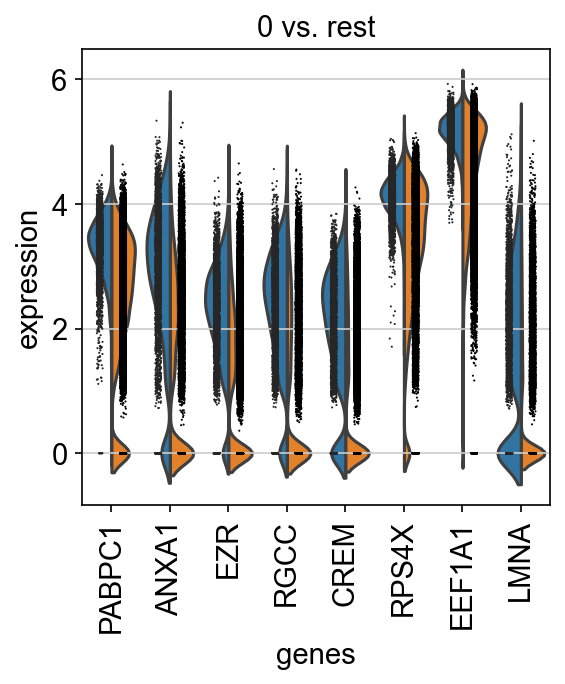 0 vs. rest
6
4
2
0
expression
PABPC1
ANXA1
EZR
RGCC
CREM
RPS4X
EEF1A1
LMNA
genes